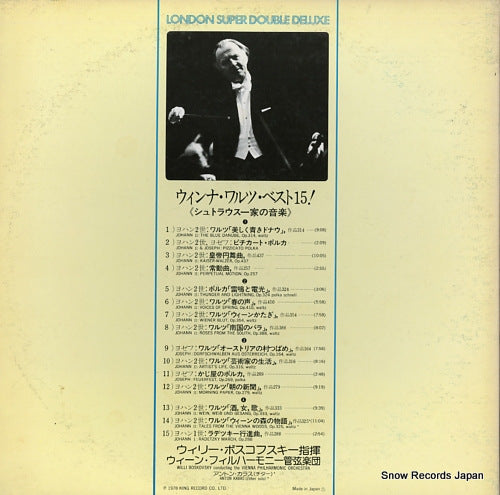 LONDON SUPER DOUBLE DELUXE
ウィンナ・ワルツ・ベスト15.!
《シュトラウス一家の音楽》
❶
1）ヨハン2世：ワルツ「美しく青きドナウ」作品314
JOHANN II: THE BLUE DANUBE, Op.314, waltz
2）ヨハン2世，ヨゼフ：ピチカート・ポルカ
JOHANN II & JOSEPH: PIZZICATO POLKA
3）ヨハン2世：皇帝円舞曲，作品437
JOHANN II: KAISER-WALZER, Op.437
4）ヨハン2世：常動曲，作品257
JOHANN II: PERPETUAL MOTION, Op.257
❷
5）ヨハン2世：ポルカ「雷鳴と電光」作品324
JOHANN II: THUNDER AND LIGHTNING, Op.324 polka schnell
6）ヨハン2世：ワルツ「春の声」作品410
JOHANN II: VOICES OF SPRING, Op.410, waltz
7）ヨハン2世：ワルツ「ウィーンかたぎ」作品354
JOHANN II: WIENER BLUT, Op.354, waltz
8）ヨハン2世：ワルツ「南国のバラ」作品388
JOHANN II: ROSES FROM THE SOUTH, Op.388, waltz
❸
9）ヨゼフ：ワルツ「オーストリアの村つばめ」作品164
JOSEPH: DORFSCHWALBEN AUS ÖSTERREICH, Op.164, waltz
10）ヨハン2世：ワルツ「芸術家の生活」作品316
JOHANN II: ARTIST'S LIFE, Op.316, waltz
11）ヨゼフ：かじ屋のポルカ，作品269
JOSEPH: FEUERFEST, Op.269, polka
12）ヨハン2世：ワルツ「朝の新聞」作品279
JOHANN II: MORNING PAPER, Op.279, waltz
❹
13）ヨハン2世：ワルツ「酒，女，歌」作品333
JOHANN II: WEIN, WEIB UND GESANG, Op.333, waltz
14）ヨハン2世：ワルツ「ウィーンの森の物語」作品325
JOHANN II: TALES FROM THE VIENNA WOODS, Op.325, waltz
15）ヨハン1世：ラデツキー行進曲，作品228
JOHANN I: RADETZKY MARCH, Op.228
ウィリー・ボスコフスキー指揮
ウィーン・フィルハーモニー管弦楽団
WILLI BOSKOVSKY conducting the VIENNA PHILHARMONIC ORCHESTRA
アントン・カラス（チター）
ANTON KARAS (zither solo)
℗ 1978 KING RECORD CO., LTD. Made in Japan
Snow Records Japan